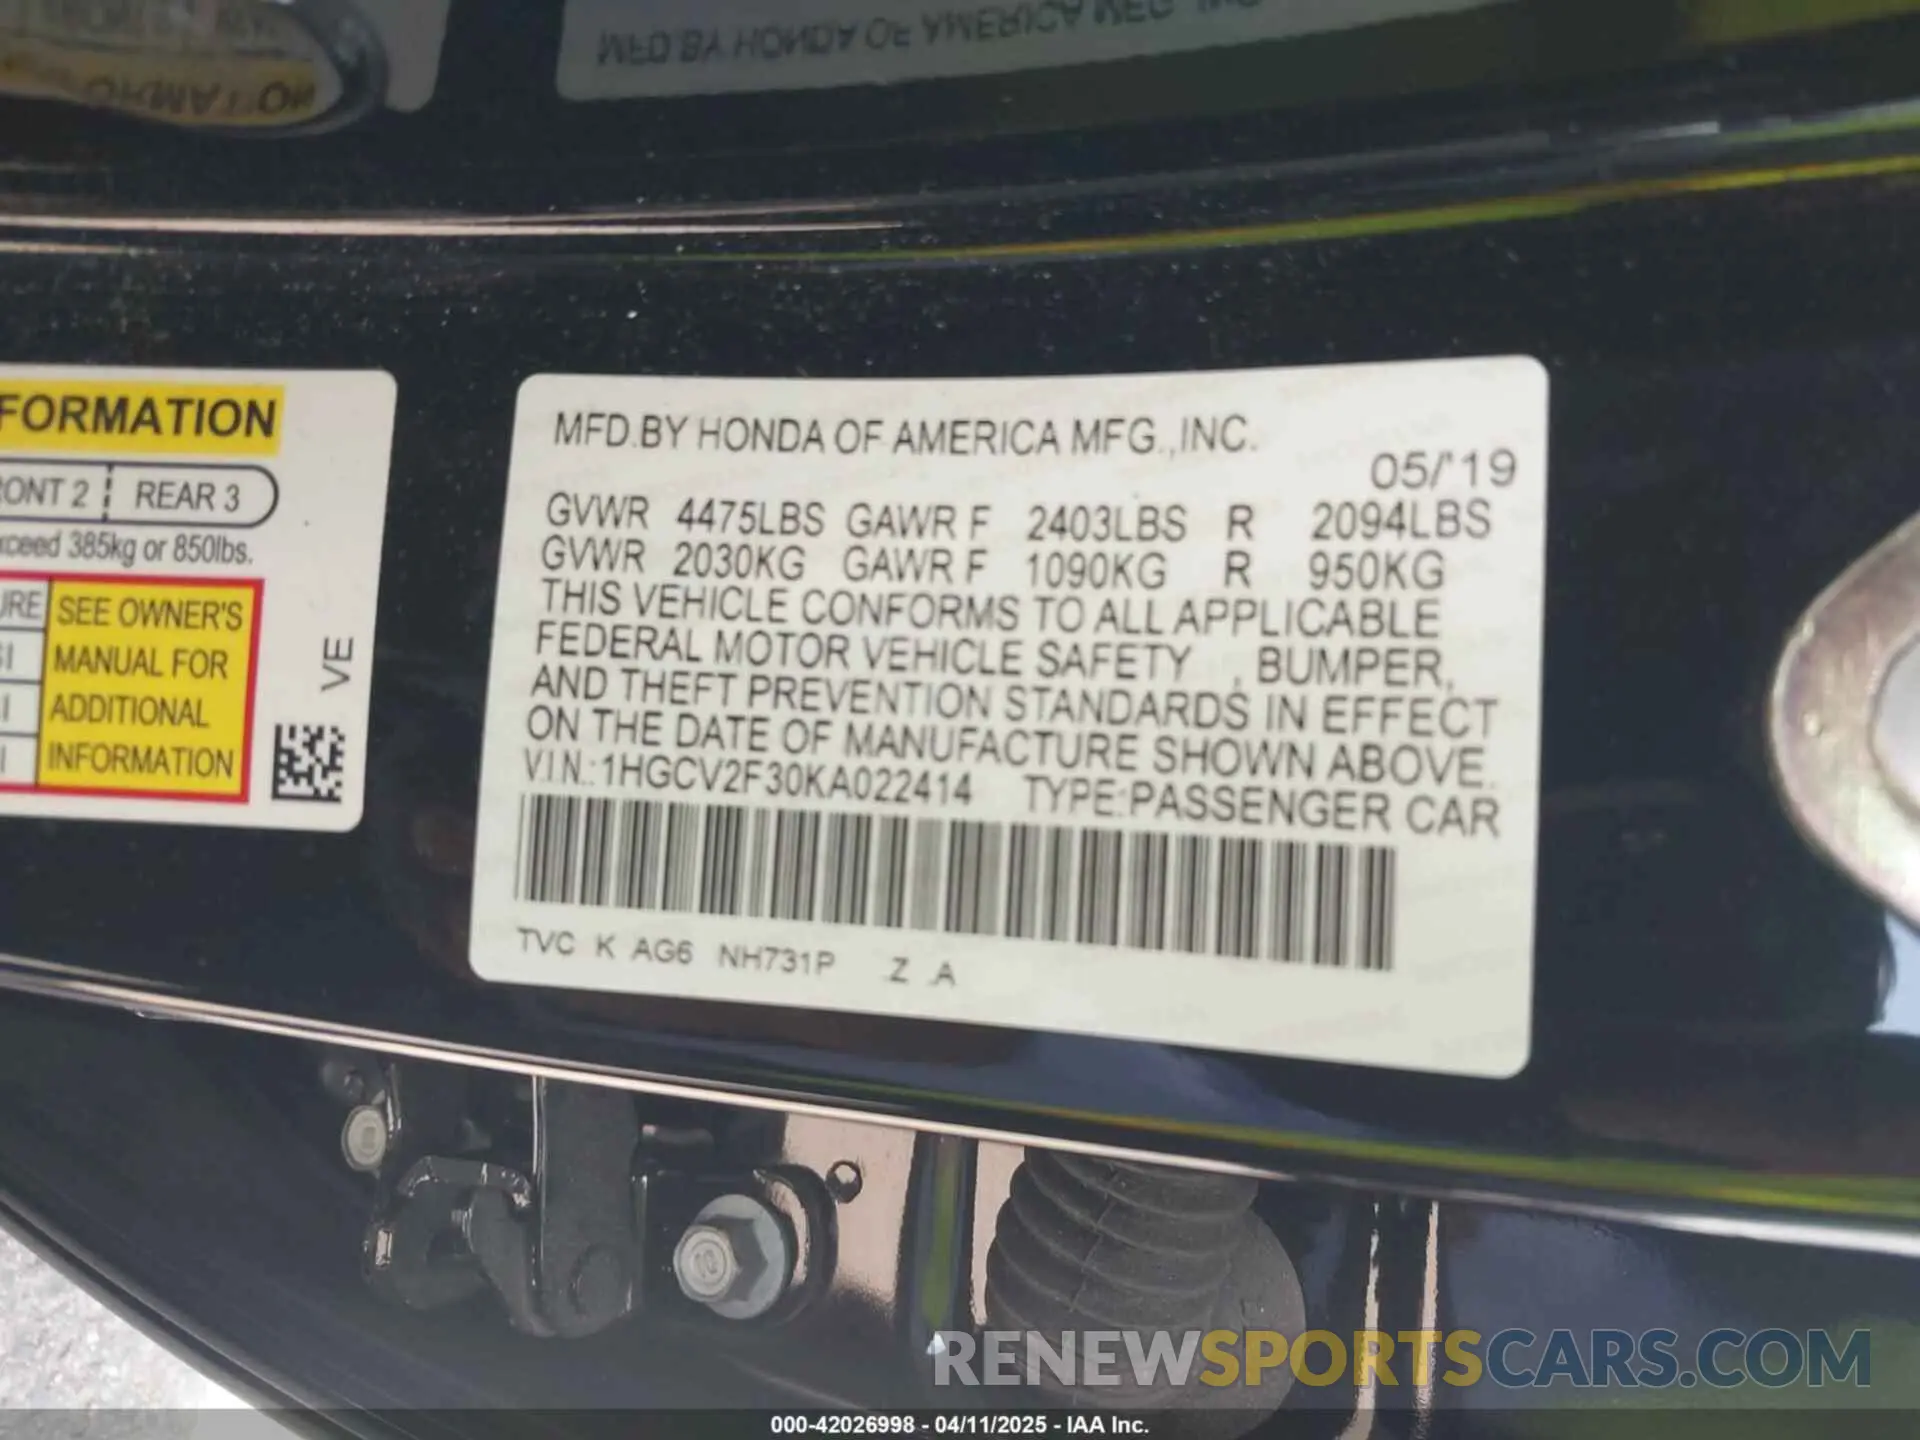 MFD.BY HONDA OF AMERICA MFG.,INC.
FORMATION
ONT 2 REAR 3
xceed 385kg or 850lbs.
URE SEE OWNER'S
SI MANUAL FOR
I ADDITIONAL
I INFORMATION
VE
MFD.BY HONDA OF AMERICA MFG.,INC.
05/'19
GVWR 4475LBS GAWR F 2403LBS R 2094LBS
GVWR 2030KG GAWR F 1090KG R 950KG
THIS VEHICLE CONFORMS TO ALL APPLICABLE
FEDERAL MOTOR VEHICLE SAFETY , BUMPER,
AND THEFT PREVENTION STANDARDS IN EFFECT
ON THE DATE OF MANUFACTURE SHOWN ABOVE.
V.I.N.:1HGCV2F30KA022414 TYPE:PASSENGER CAR
TVC K AG6 NH731P Z A
RENEWSPORTSCARS.COM
000-42026998 - 04/11/2025 - IAA Inc.